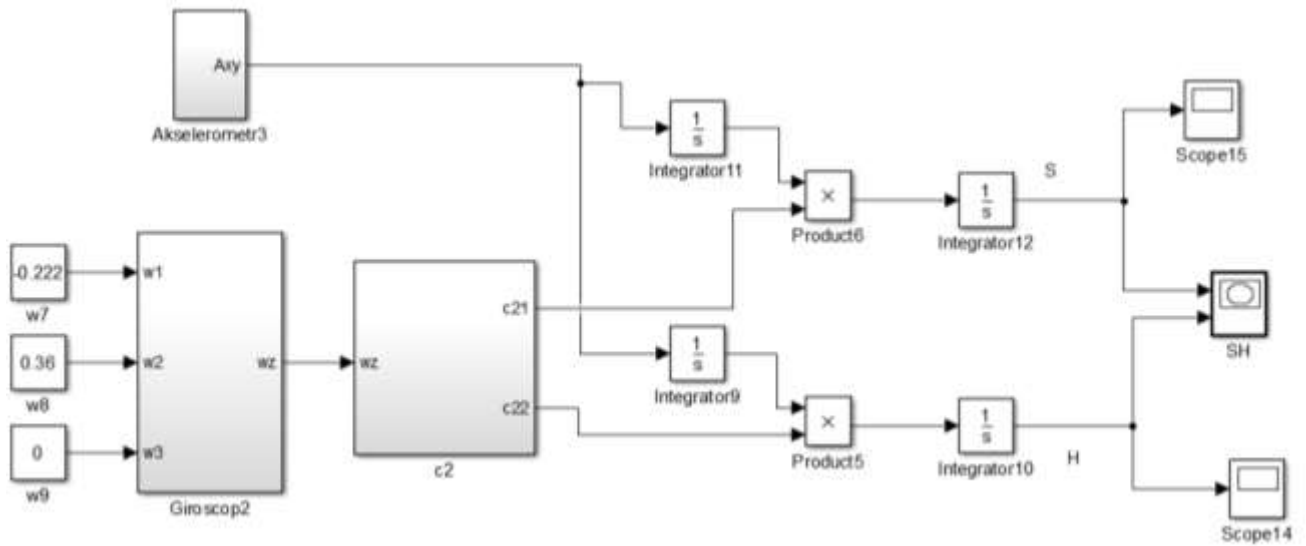 Axy
Akselerometr3
1
s
Integrator11
×
Product6
1
s
Integrator12
S
Scope15
-0.222
w7
0.36
w8
0
w9
w1
w2
w3
wz
Giroscop2
wz
c21
c22
c2
1
s
Integrator9
×
Product5
1
s
Integrator10
H
SH
Scope14